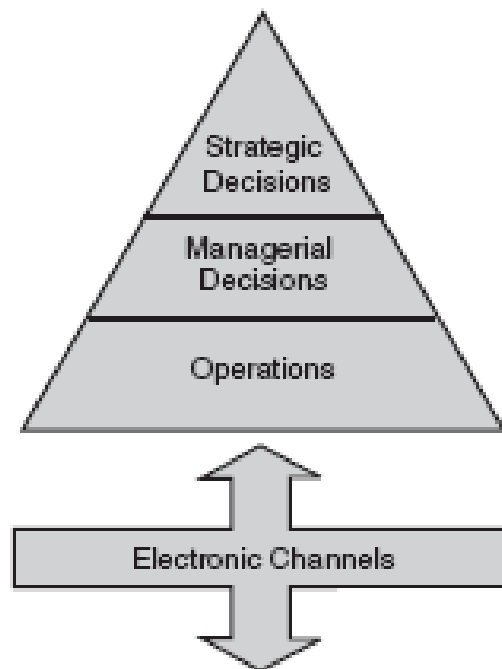 Strategic
Decisions
Managerial
Decisions
Operations
Electronic Channels